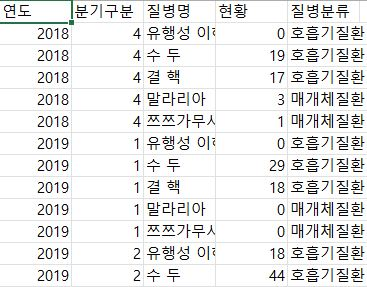 연도 분기구분 질병명 현황 질병분류
2018 4 유행성 이하 0 호흡기질환
2018 4 수 두 19 호흡기질환
2018 4 결 핵 17 호흡기질환
2018 4 말라리아 3 매개체질환
2018 4 쯔쯔가무시 1 매개체질환
2019 1 유행성 이하 0 호흡기질환
2019 1 수 두 29 호흡기질환
2019 1 결 핵 18 호흡기질환
2019 1 말라리아 0 매개체질환
2019 1 쯔쯔가무시 0 매개체질환
2019 2 유행성 이하 18 호흡기질환
2019 2 수 두 44 호흡기질환